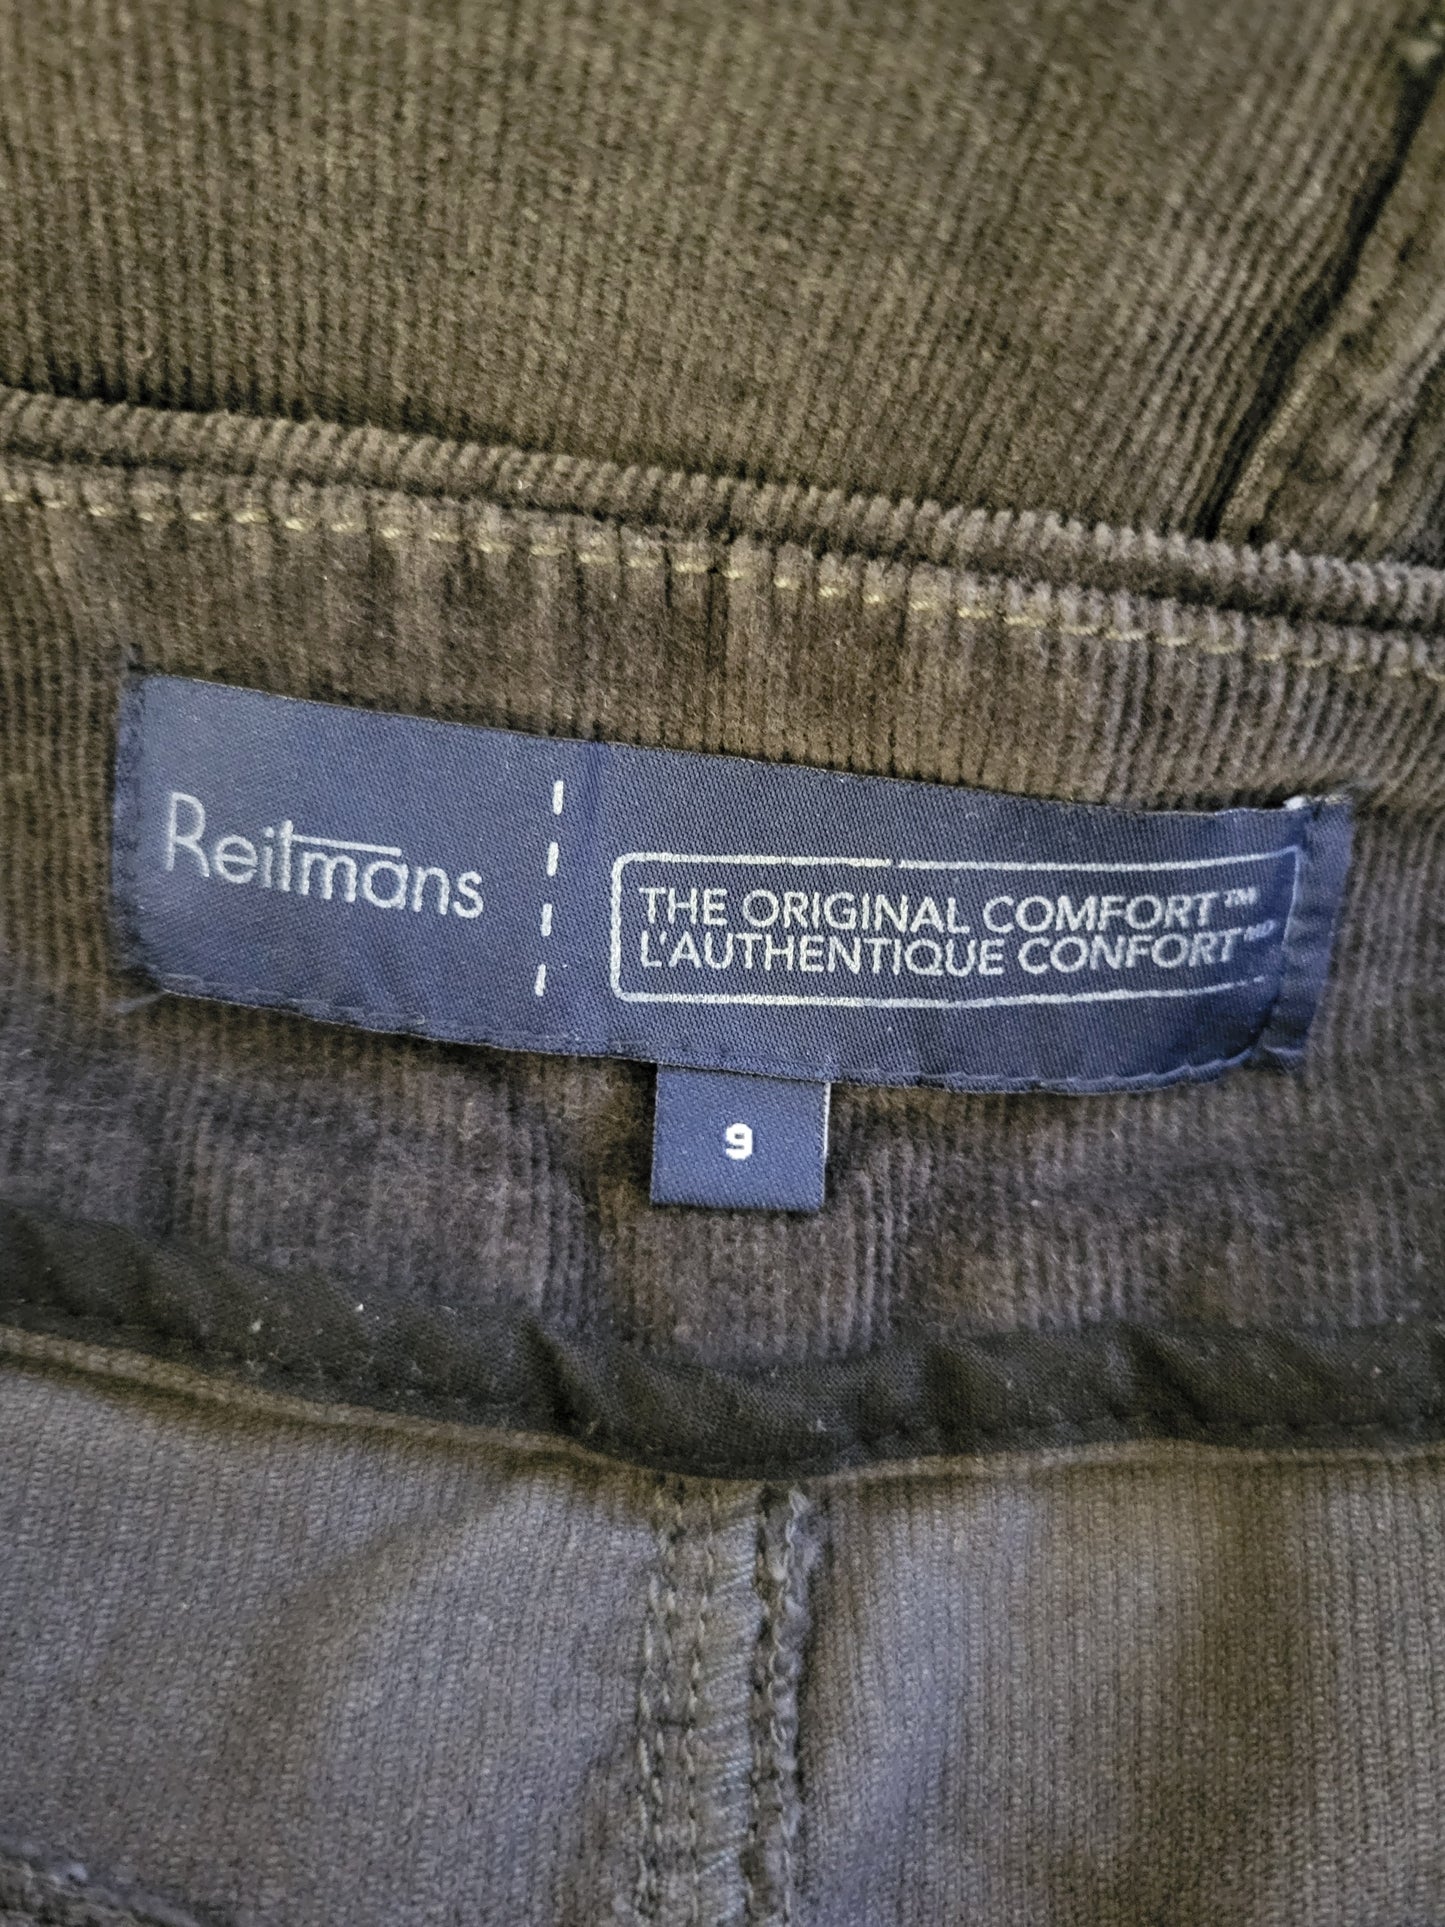 Reitmans
THE ORIGINAL COMFORT™
L'AUTHENTIQUE CONFORT MD
9